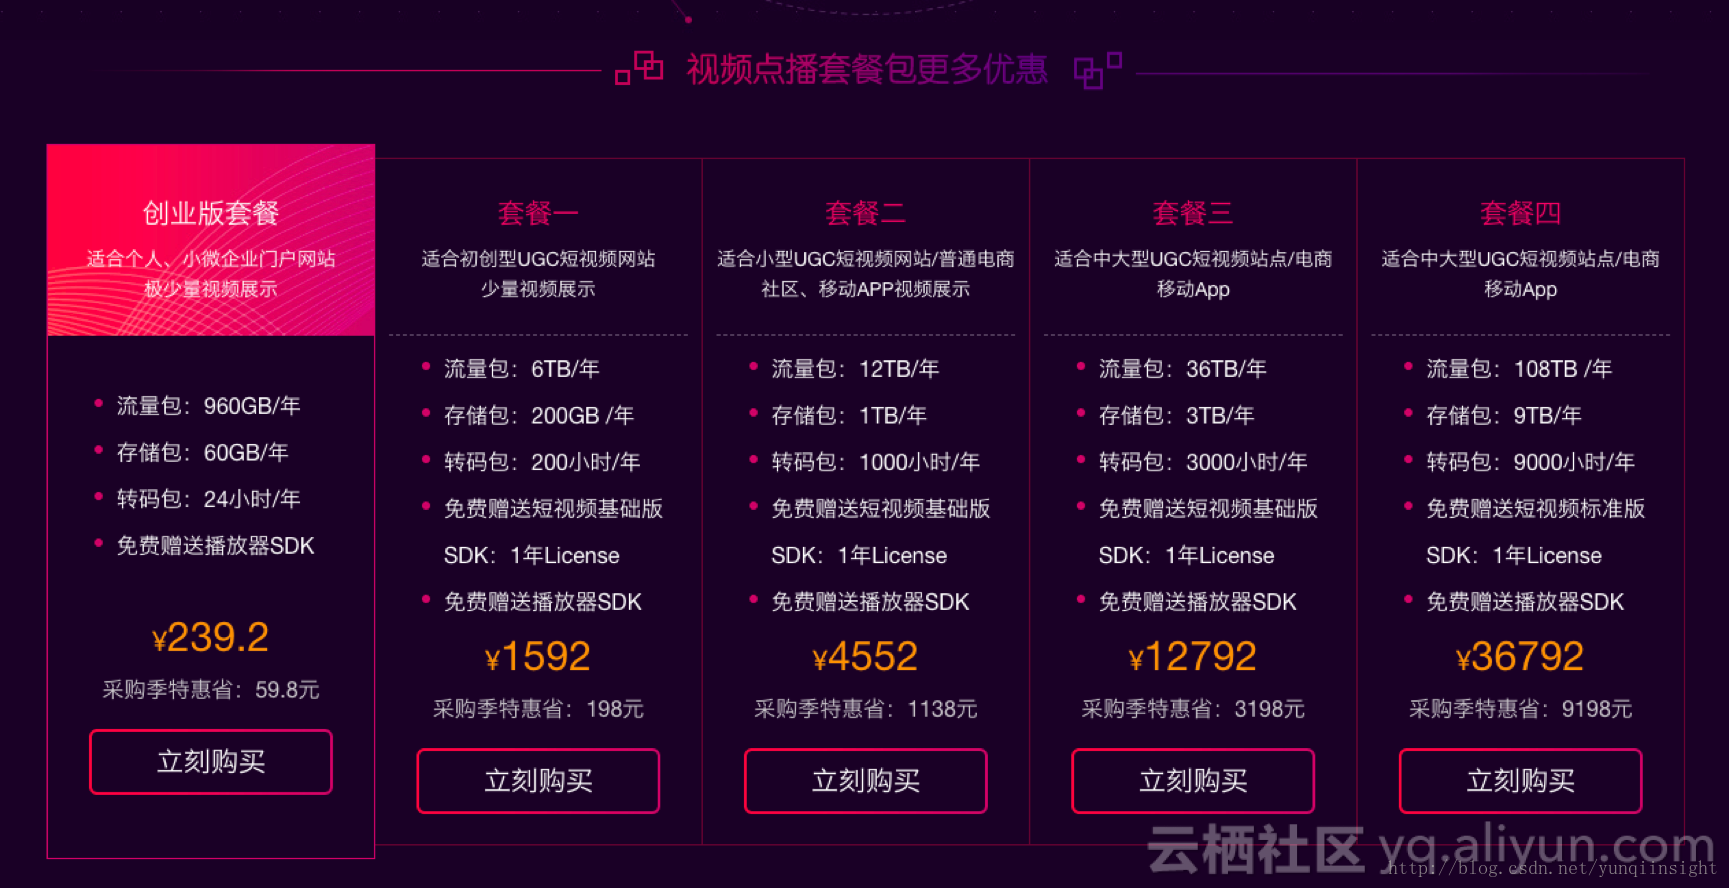 视频点播套餐包更多优惠
创业版套餐
适合个人、小微企业门户网站
极少量视频展示
流量包：960GB/年
存储包：60GB/年
转码包：24小时/年
免费赠送播放器SDK
¥239.2
采购季特惠省：59.8元
立刻购买
套餐一
适合初创型UGC短视频网站
少量视频展示
流量包：6TB/年
存储包：200GB /年
转码包：200小时/年
免费赠送短视频基础版
SDK：1年License
免费赠送播放器SDK
¥1592
采购季特惠省：198元
立刻购买
套餐二
适合小型UGC短视频网站/普通电商
社区、移动APP视频展示
流量包：12TB/年
存储包：1TB/年
转码包：1000小时/年
免费赠送短视频基础版
SDK：1年License
免费赠送播放器SDK
¥4552
采购季特惠省：1138元
立刻购买
套餐三
适合中大型UGC短视频站点/电商
移动App
流量包：36TB/年
存储包：3TB/年
转码包：3000小时/年
免费赠送短视频基础版
SDK：1年License
免费赠送播放器SDK
¥12792
采购季特惠省：3198元
立刻购买
套餐四
适合中大型UGC短视频站点/电商
移动App
流量包：108TB /年
存储包：9TB/年
转码包：9000小时/年
免费赠送短视频标准版
SDK：1年License
免费赠送播放器SDK
¥36792
采购季特惠省：9198元
立刻购买
云栖社区 yq.aliyun.com
http://blog.csdn.net/yunqiinsight